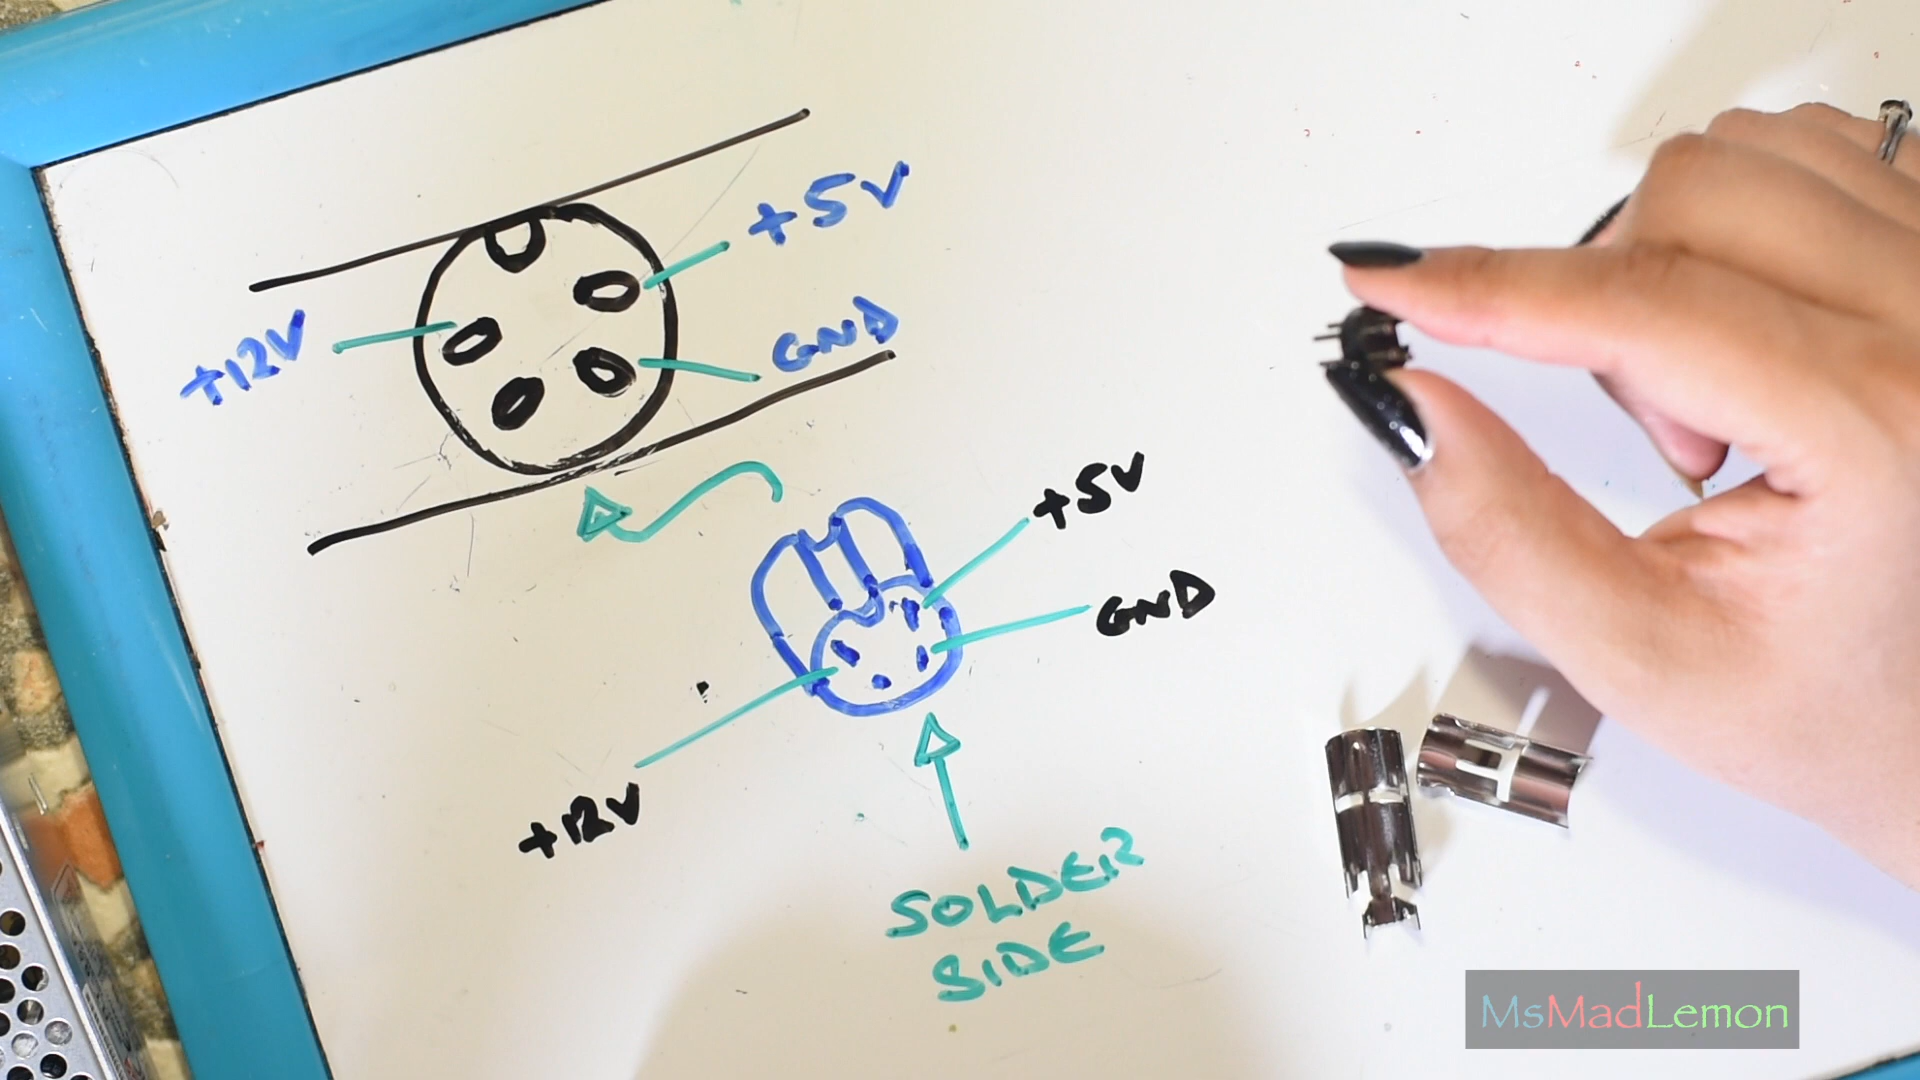 +5V
+12V
GND
+5V
GND
+12V
SOLDER
SIDE
MsMadLemon